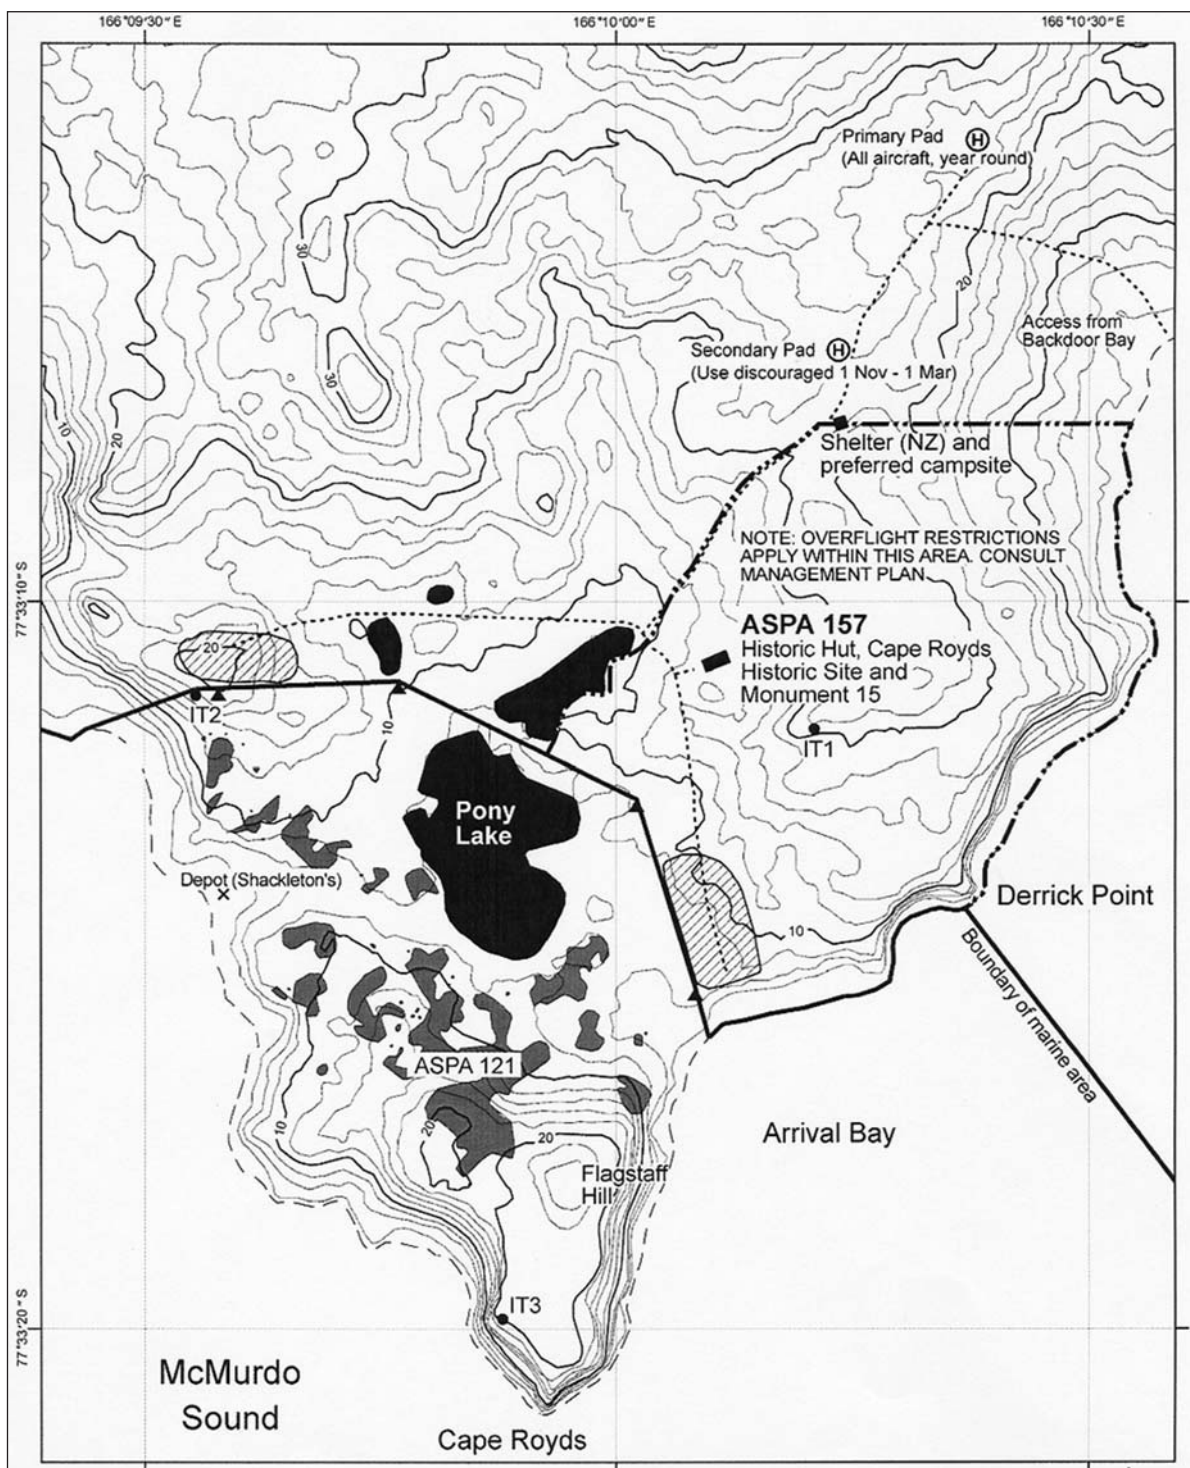 166°09'30" E
166°10'00" E
166°10'30" E
Primary Pad
(All aircraft, year round)
H
30
20
Access from
Backdoor Bay
Secondary Pad
(Use discouraged 1 Nov - 1 Mar)
H
30
10
20
Shelter (NZ) and
preferred campsite
NOTE: OVERFLIGHT RESTRICTIONS
APPLY WITHIN THIS AREA. CONSULT
MANAGEMENT PLAN
77°33'10" S
ASPA 157
Historic Hut, Cape Royds
Historic Site and
Monument 15
20
IT2
10
IT1
Pony
Lake
Depot (Shackleton's)
Derrick Point
10
Boundary of marine area
ASPA 121
10
20
20
Arrival Bay
Flagstaff
Hill
IT3
77°33'20" S
McMurdo
Sound
Cape Royds